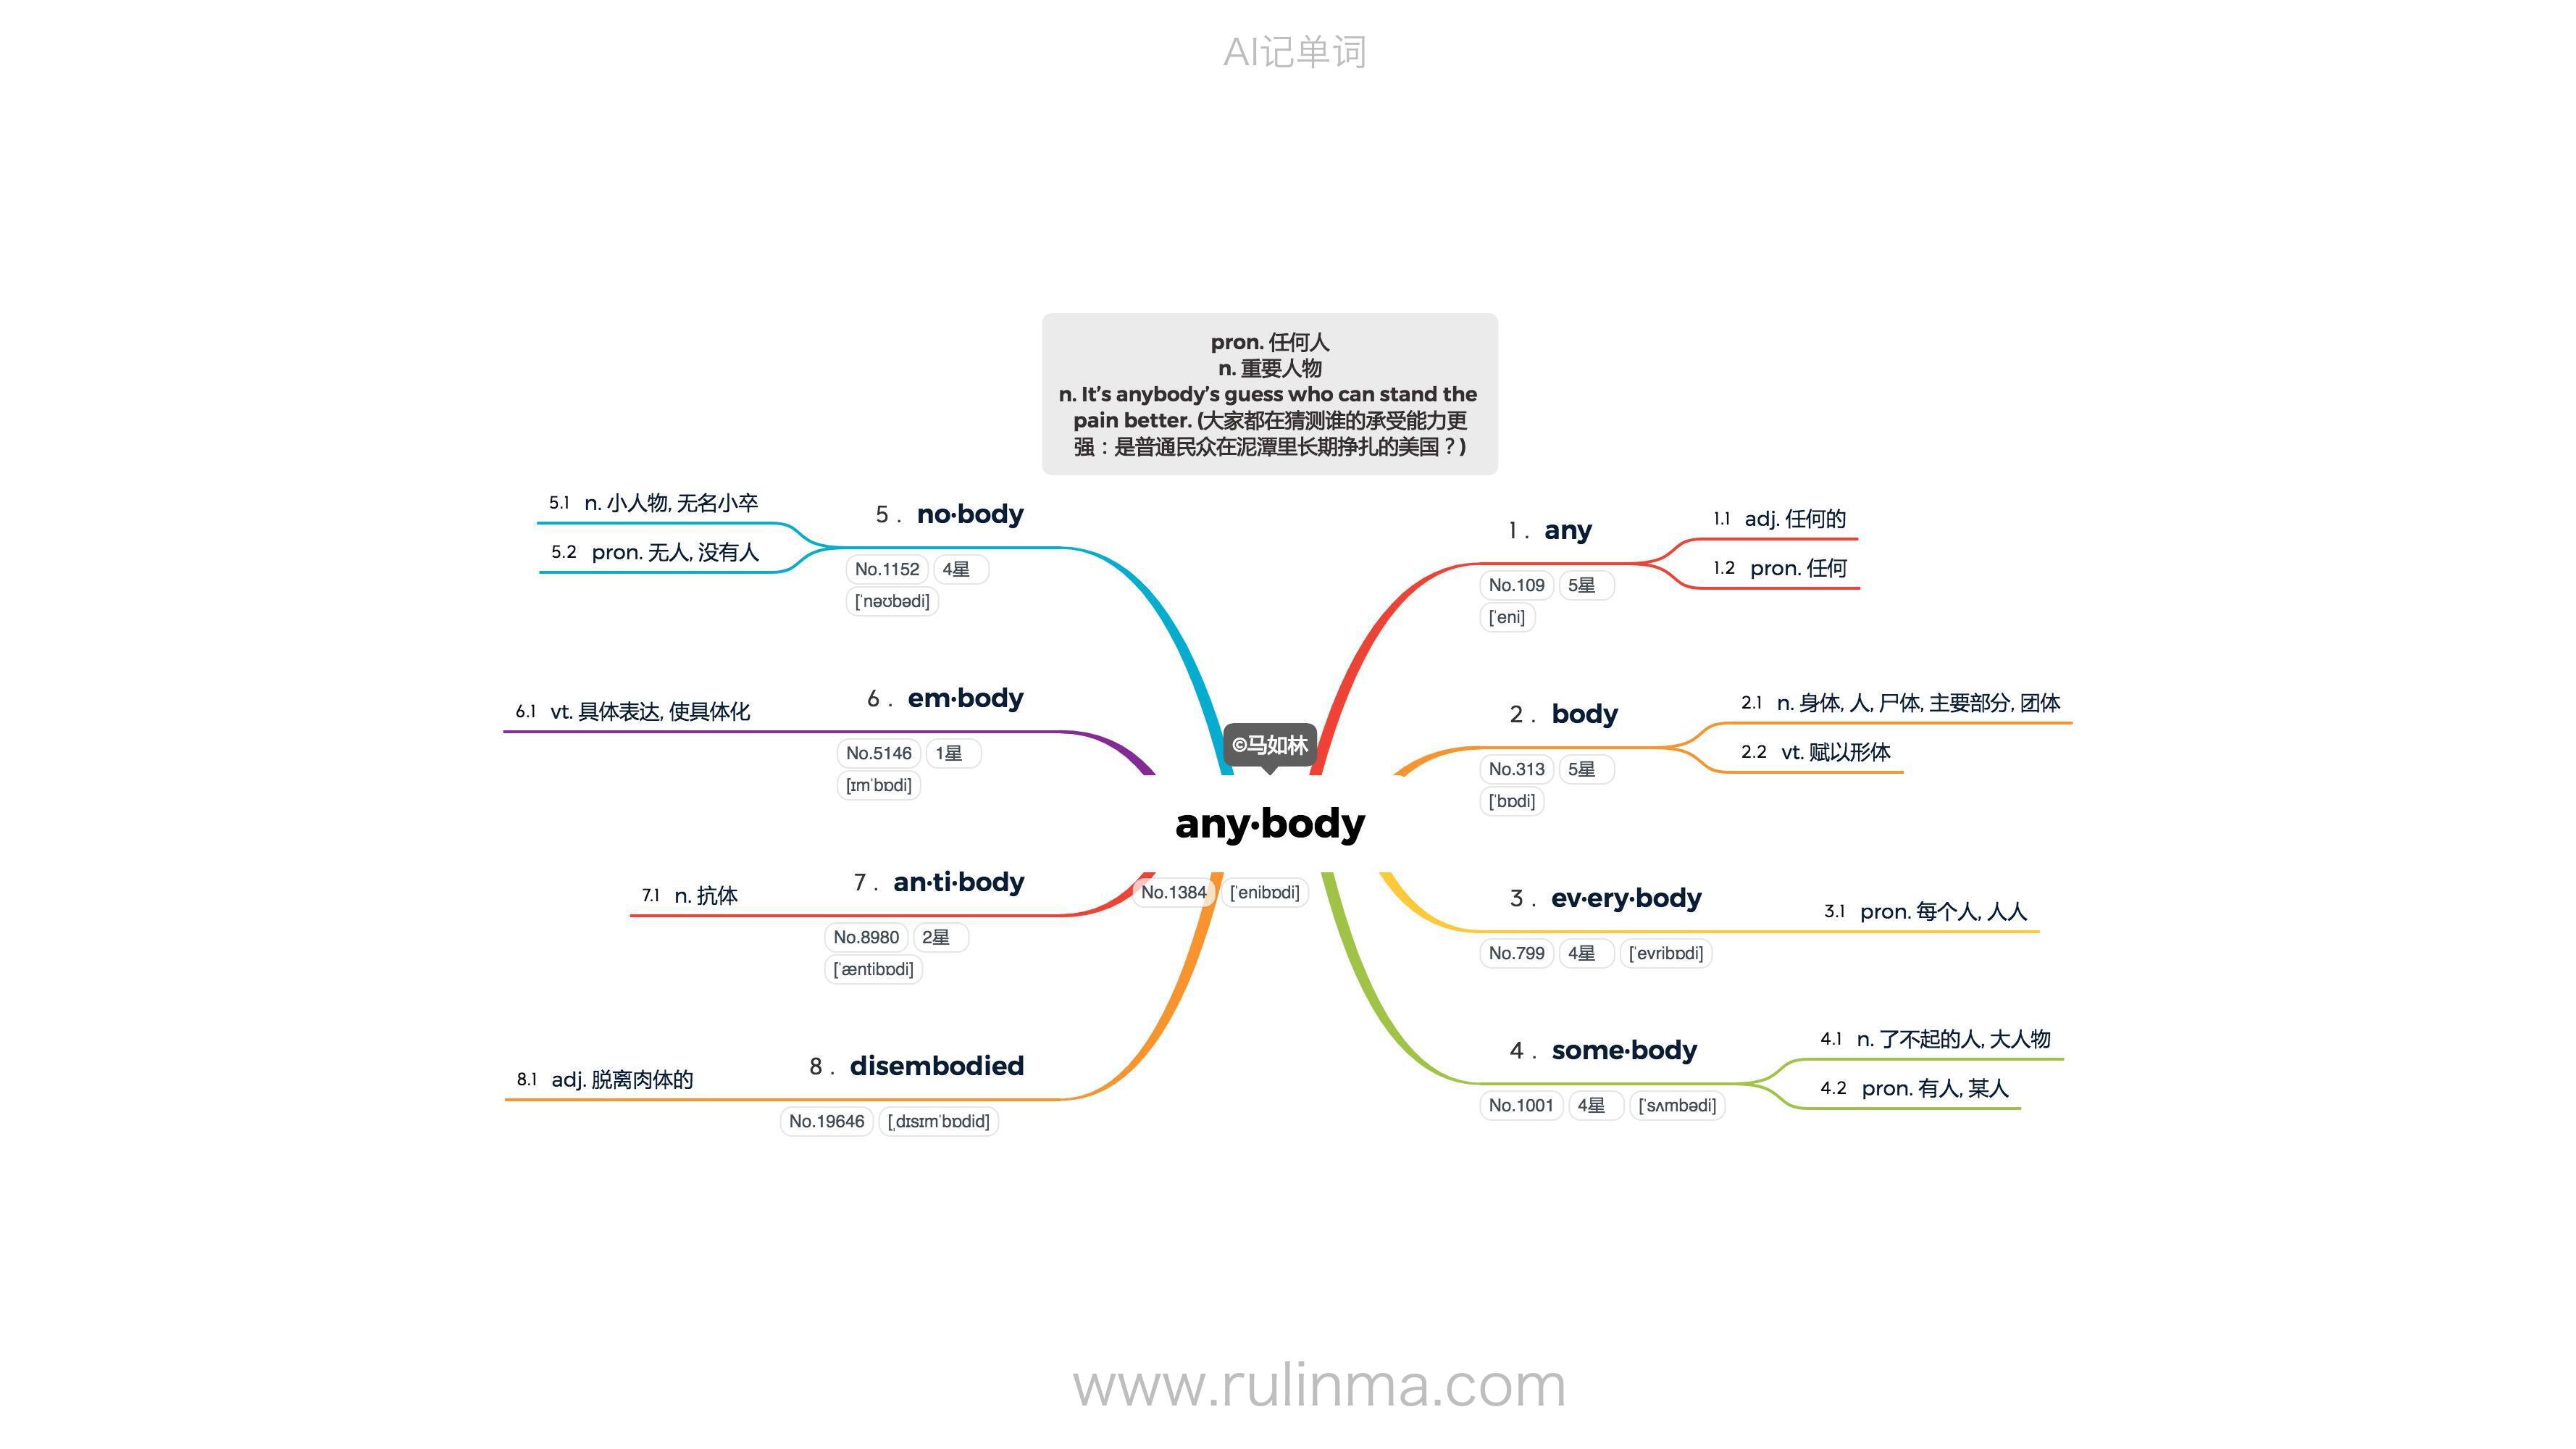 AI记单词
pron. 任何人
n. 重要人物
n. It’s anybody’s guess who can stand the
pain better. (大家都在猜测谁的承受能力更
强：是普通民众在泥潭里长期挣扎的美国？)
©马如林
any·body
No.1384 [ˈenibɒdi]
1. any
No.109 5星
[ˈeni]
1.1 adj. 任何的
1.2 pron. 任何
2. body
No.313 5星
[ˈbɒdi]
2.1 n. 身体, 人, 尸体, 主要部分, 团体
2.2 vt. 赋以形体
3. ev·ery·body
No.799 4星 [ˈevribɒdi]
3.1 pron. 每个人, 人人
4. some·body
No.1001 4星 [ˈsʌmbədi]
4.1 n. 了不起的人, 大人物
4.2 pron. 有人, 某人
5. no·body
No.1152 4星
[ˈnəʊbədi]
5.1 n. 小人物, 无名小卒
5.2 pron. 无人, 没有人
6. em·body
No.5146 1星
[ɪmˈbɒdi]
6.1 vt. 具体表达, 使具体化
7. an·ti·body
No.8980 2星
[ˈæntibɒdi]
7.1 n. 抗体
8. disembodied
No.19646 [ˌdɪsɪmˈbɒdid]
8.1 adj. 脱离肉体的
www.rulinma.com